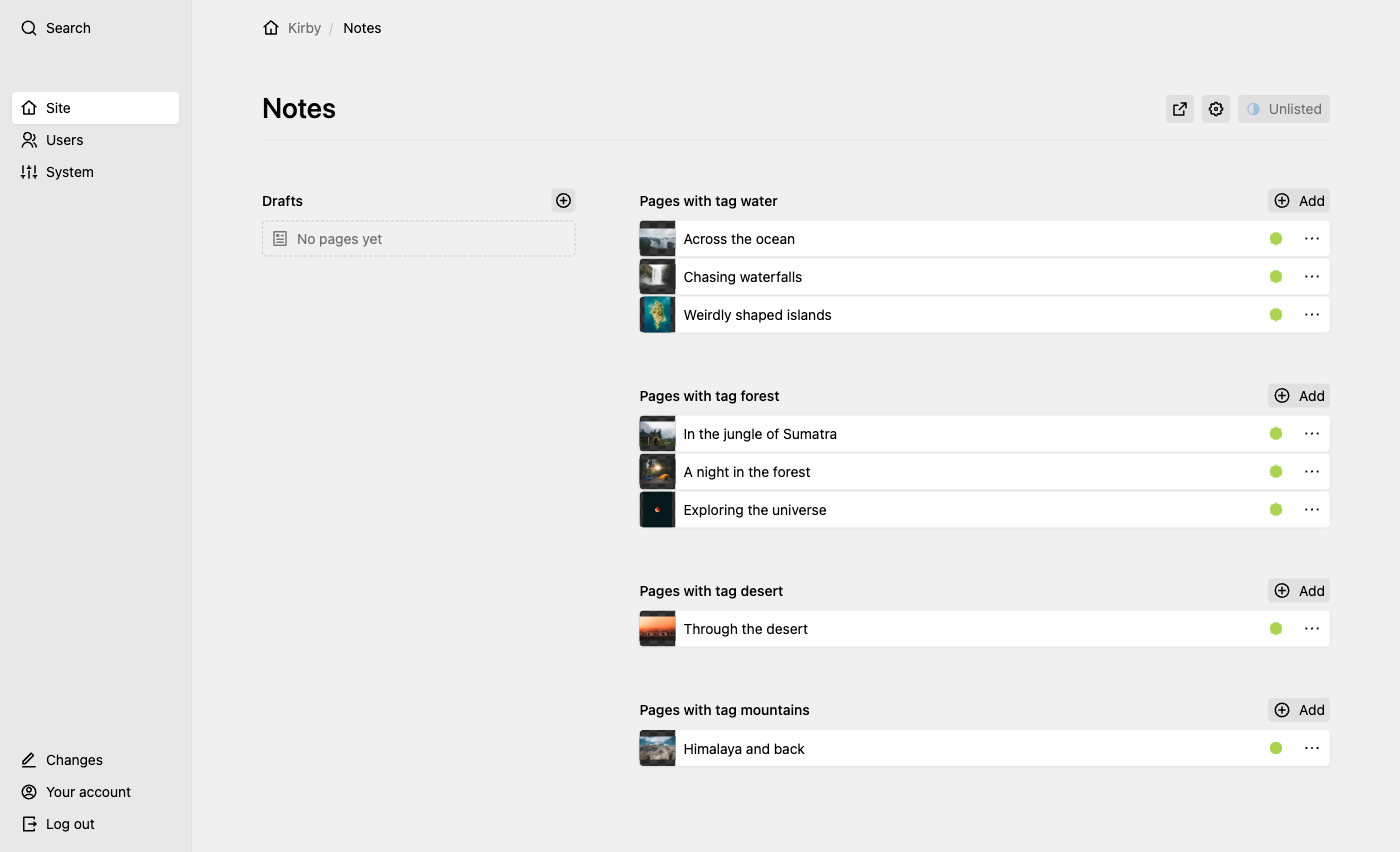 Search
Site
Users
System
Changes
Your account
Log out
Kirby / Notes
Notes
Unlisted
Drafts
No pages yet
Pages with tag water
Add
Across the ocean
Chasing waterfalls
Weirdly shaped islands
Pages with tag forest
Add
In the jungle of Sumatra
A night in the forest
Exploring the universe
Pages with tag desert
Add
Through the desert
Pages with tag mountains
Add
Himalaya and back